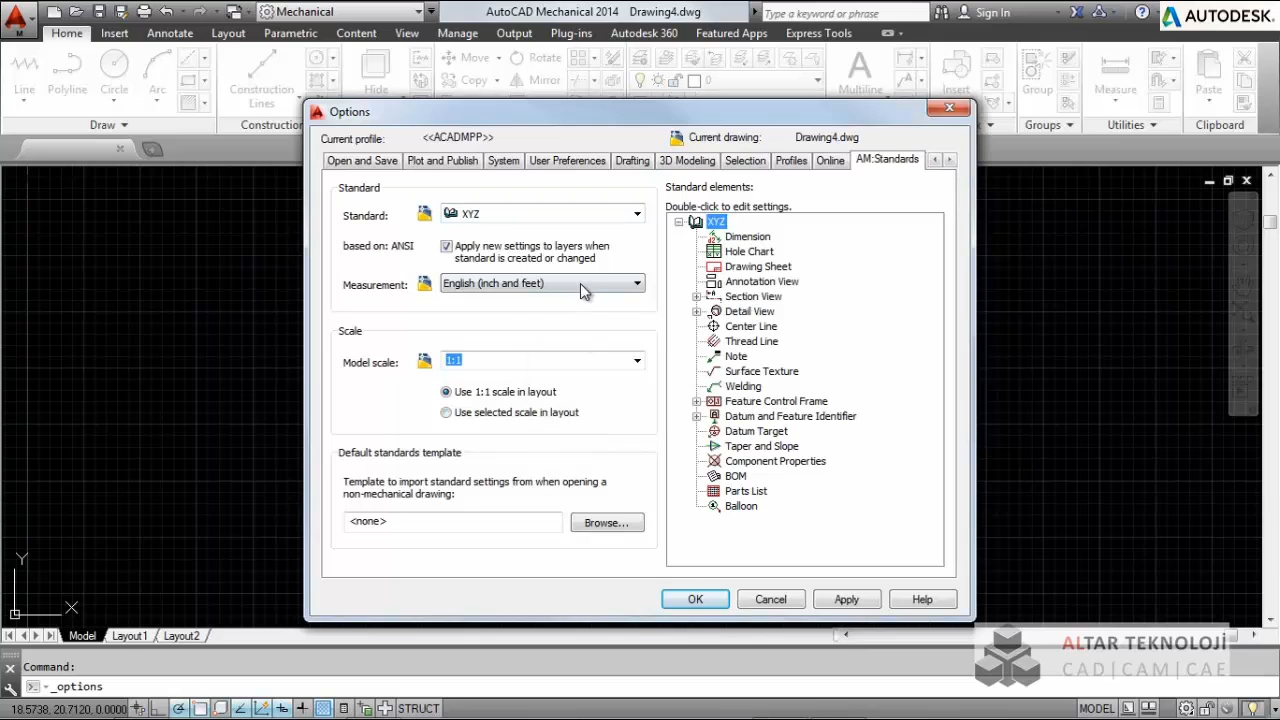 Mechanical
AutoCAD Mechanical 2014 Drawing4.dwg
Type a keyword or phrase
Sign In
AUTODESK.
Home Insert Annotate Layout Parametric Content View Manage Output Plug-ins Autodesk 360 Featured Apps Express Tools
Line Polyline Circle Arc
Construction
Lines
Hide
Move Rotate
Copy Mirror
0
Multiline
Insert
Group
Measure
Paste
Draw
Groups
Utilities
Clipboard
Options
Current profile: <<ACADMPP>> Current drawing: Drawing4.dwg
Open and Save Plot and Publish System User Preferences Drafting 3D Modeling Selection Profiles Online AM:Standards
Standard
Standard: XYZ
based on: ANSI
Apply new settings to layers when
standard is created or changed
Measurement: English (inch and feet)
Scale
Model scale: 1:1
Use 1:1 scale in layout
Use selected scale in layout
Default standards template
Template to import standard settings from when opening a
non-mechanical drawing:
<none> Browse...
Standard elements:
Double-click to edit settings.
XYZ
Dimension
Hole Chart
Drawing Sheet
Annotation View
Section View
Detail View
Center Line
Thread Line
Note
Surface Texture
Welding
Feature Control Frame
Datum and Feature Identifier
Datum Target
Taper and Slope
Component Properties
BOM
Parts List
Balloon
OK Cancel Apply Help
Y
X
Model Layout1 Layout2
Command:
_options
ALTAR TEKNOLOJİ
CAD|CAM|CAE
18.5738, 20.7120, 0.0000 STRUCT MODEL